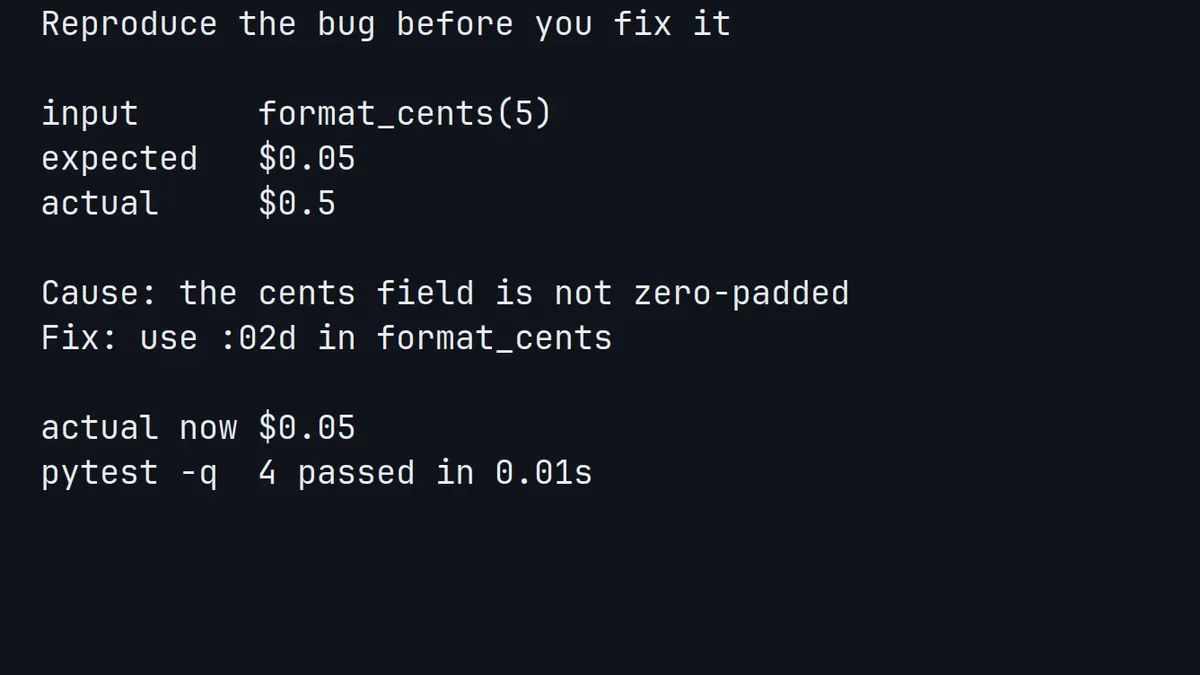 Reproduce the bug before you fix it
input format_cents(5)
expected $0.05
actual $0.5
Cause: the cents field is not zero-padded
Fix: use :02d in format_cents
actual now $0.05
pytest -q 4 passed in 0.01s